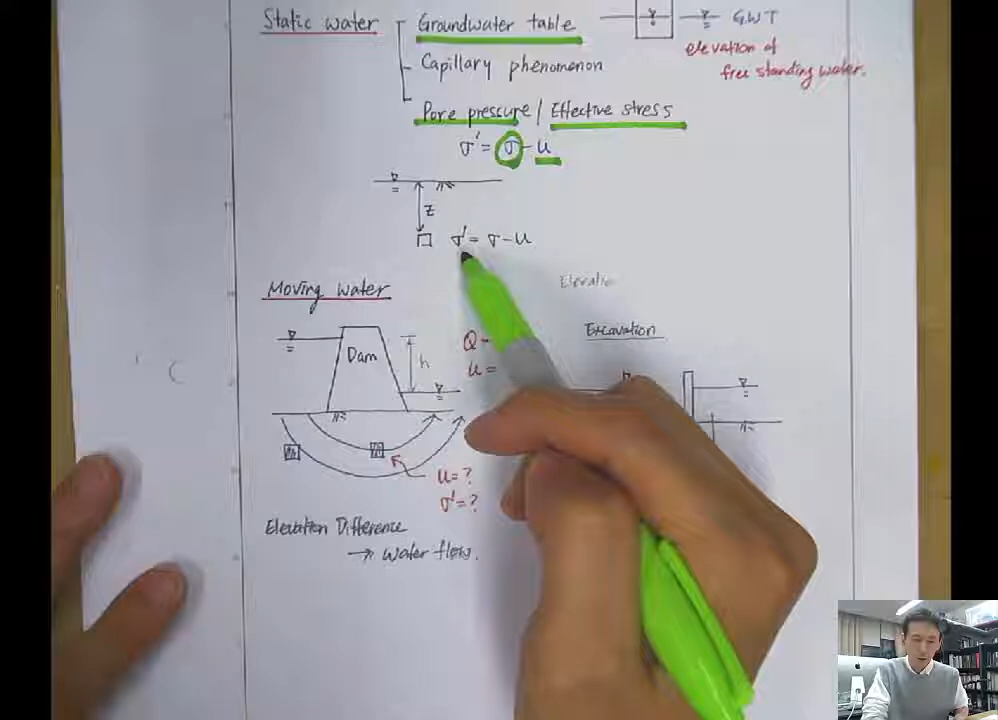 Static water
Groundwater table
Capillary phenomenon
Pore pressure / Effective stress
σ' = σ - u
G.W.T
elevation of
free standing water.
z
σ' = σ - u
Moving water
Dam
h
Q
u =
Excavation
u = ?
σ' = ?
Elevation Difference
→ Water flow.